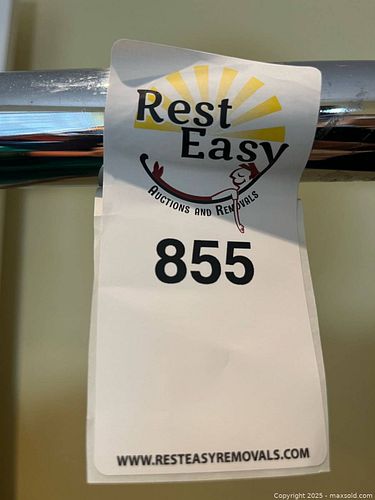 Rest
Easy
Auctions and Removals
855
WWW.RESTEASYREMOVALS.COM
Copyright 2025 - maxsold.com